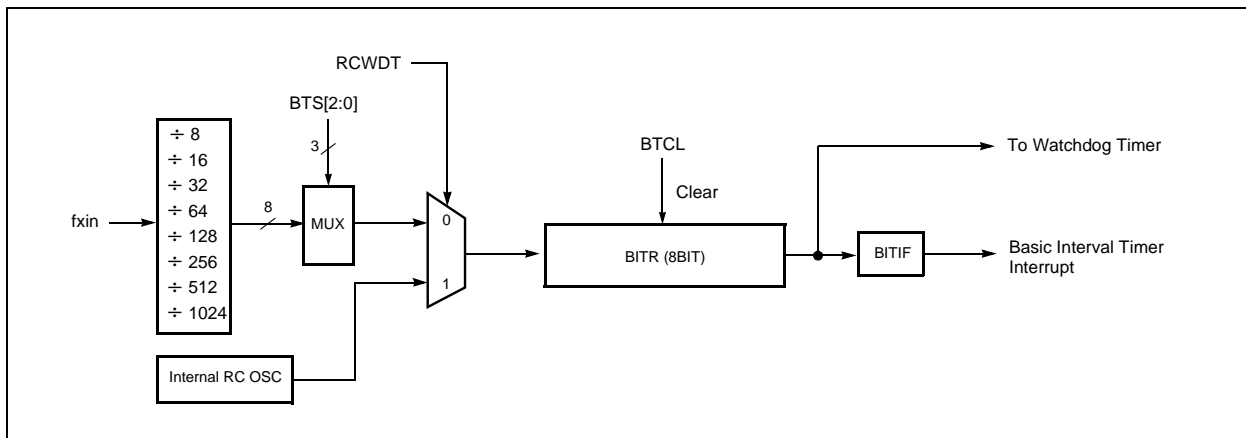 RCWDT
BTS[2:0]
3
÷ 8
÷ 16
÷ 32
÷ 64
÷ 128
÷ 256
÷ 512
÷ 1024
fxin
8
MUX
0
1
Internal RC OSC
BTCL
Clear
BITR (8BIT)
To Watchdog Timer
BITIF
Basic Interval Timer
Interrupt